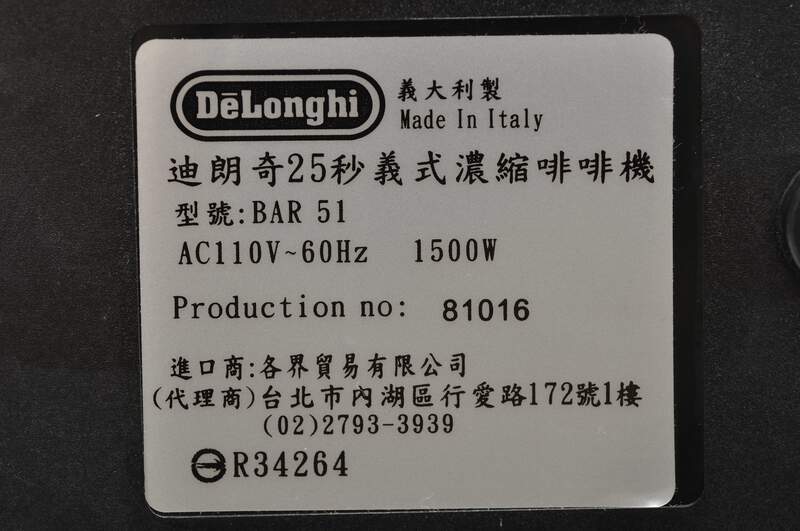 DēLonghi
義大利製
Made In Italy
迪朗奇25秒義式濃縮啡啡機
型號:BAR 51
AC110V~60Hz 1500W
Production no: 81016
進口商:各界貿易有限公司
(代理商)台北市內湖區行愛路172號1樓
(02)2793-3939
R34264